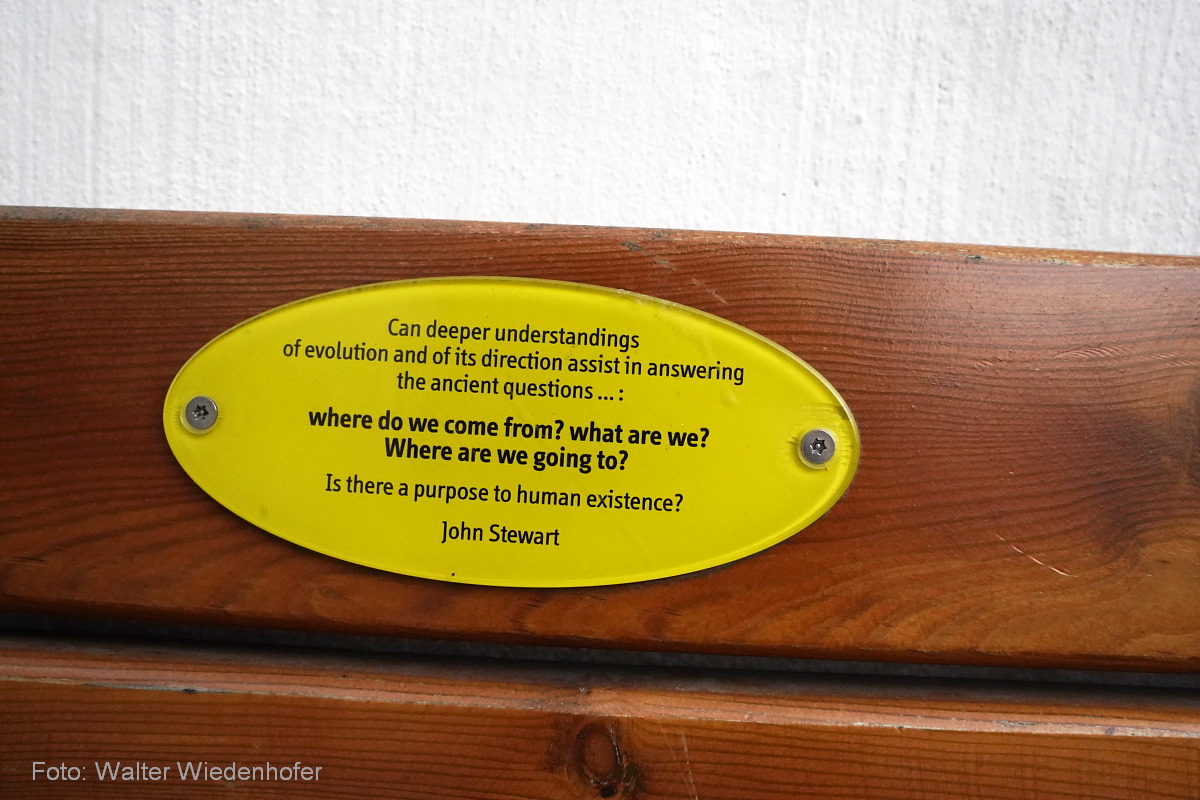 Can deeper understandings
of evolution and of its direction assist in answering
the ancient questions ... :
where do we come from? what are we?
Where are we going to?
Is there a purpose to human existence?
John Stewart
Foto: Walter Wiedenhofer